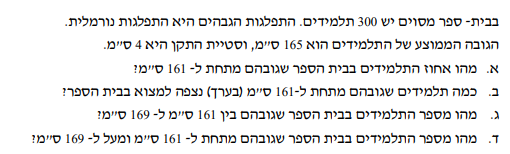 בבית- ספר מסוים יש 300 תלמידים. התפלגות הגבהים היא התפלגות נורמלית.
הגובה הממוצע של התלמידים הוא 165 ס״מ, וסטיית התקן היא 4 ס״מ.
א. מהו אחוז התלמידים בבית הספר שגובהם מתחת ל- 161 ס״מ?
ב. כמה תלמידים שגובהם מתחת ל-161 ס״מ (בערך) נצפה למצוא בבית הספר?
ג. מהו מספר התלמידים בבית הספר שגובהם בין 161 ס״מ ל- 169 ס״מ?
ד. מהו מספר התלמידים בבית הספר שגובהם מתחת ל- 161 ס״מ ומעל ל- 169 ס״מ?